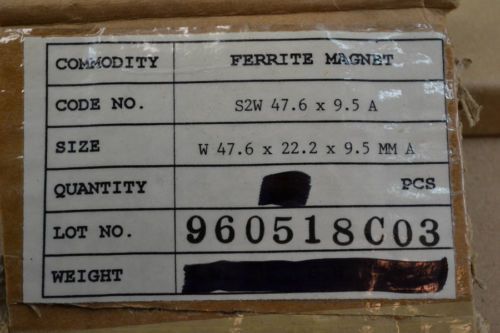 COMMODITY FERRITE MAGNET
CODE NO. S2W 47.6 x 9.5 A
SIZE W 47.6 x 22.2 x 9.5 MM A
QUANTITY PCS
LOT NO. 960518C03
WEIGHT